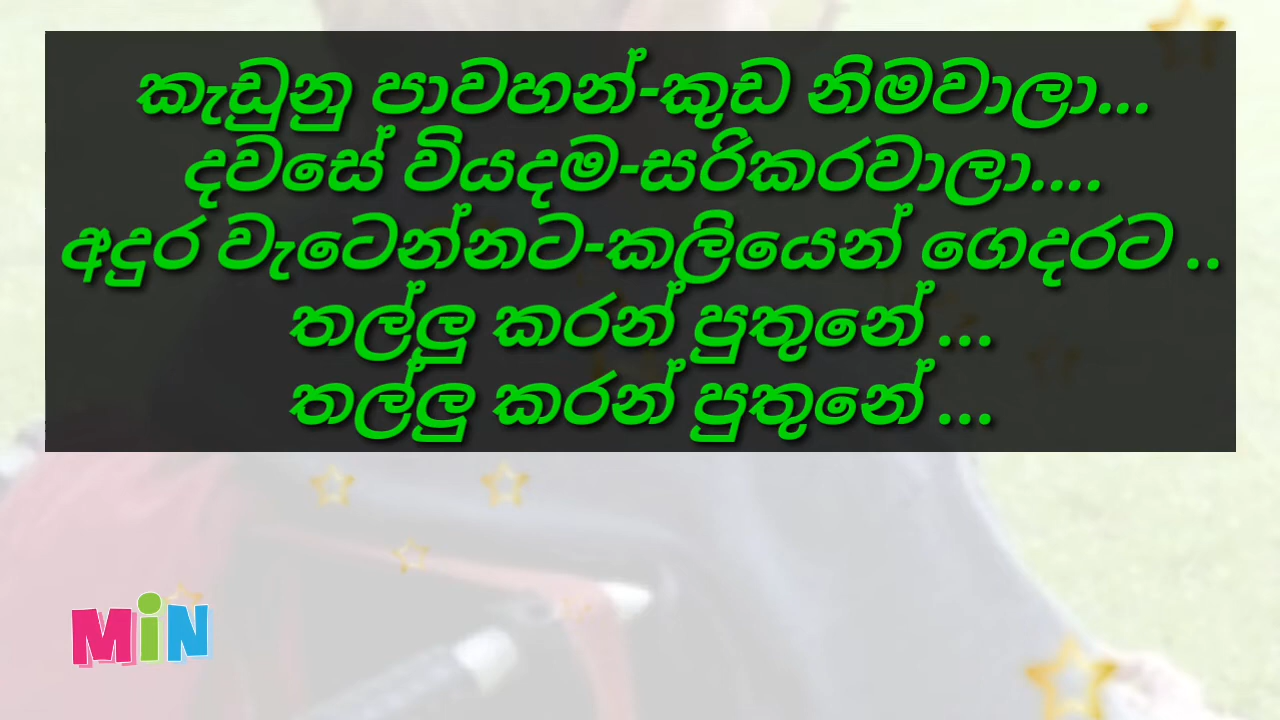 කැඩුනු පාවහන්-කුඩ නිමවාලා...
දවසේ වියදම-සරිකරවාලා....
අඳුර වැටෙන්නට-කලියෙන් ගෙදරට ..
තල්ලු කරන් පුතුනේ ...
තල්ලු කරන් පුතුනේ ...
MiN